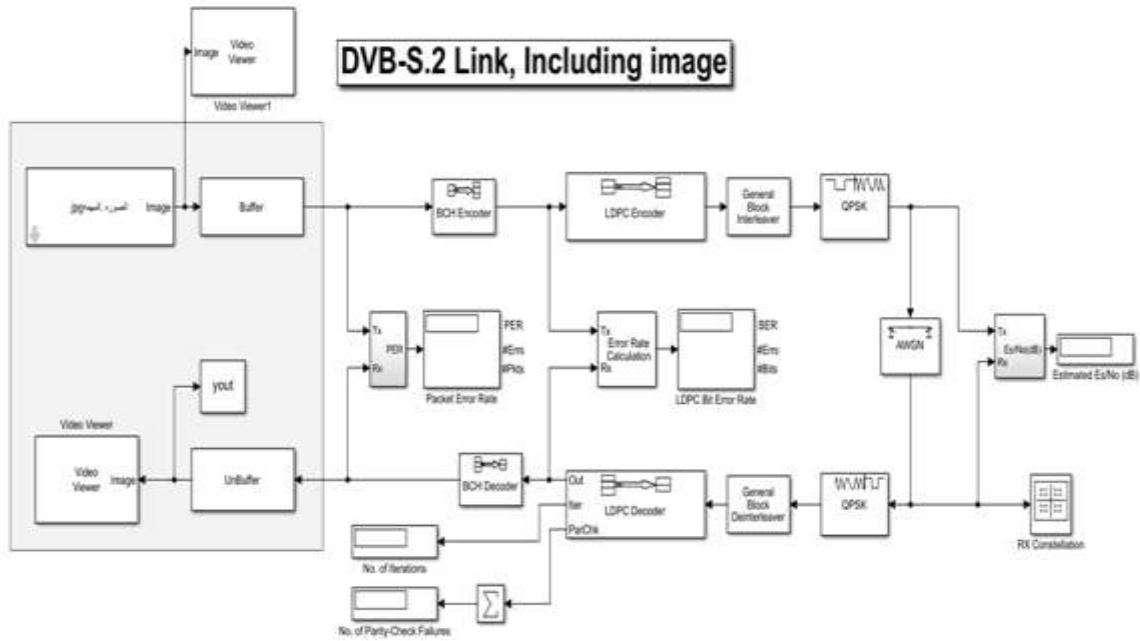 Video
Viewer
Image
Video Viewer1
DVB-S.2 Link, Including image
Image
Buffer
BCH Encoder
LDPC Encoder
General
Block
Interleaver
QPSK
Tx
PER
Rx
PER
#Errs
#Pkts
Packet Error Rate
Tx
Error Rate
Calculation
Rx
BER
#Errs
#Bits
LDPC Bit Error Rate
AWGN
Tx
Es/No(dB)
Rx
Estimated Es/No (dB)
yout
Video Viewer
Video
Viewer
Image
UnBuffer
BCH Decoder
Out
Iter
ParChk
LDPC Decoder
General
Block
Deinterleaver
QPSK
RX Constellation
No. of Iterations
∑
No. of Parity-Check Failures